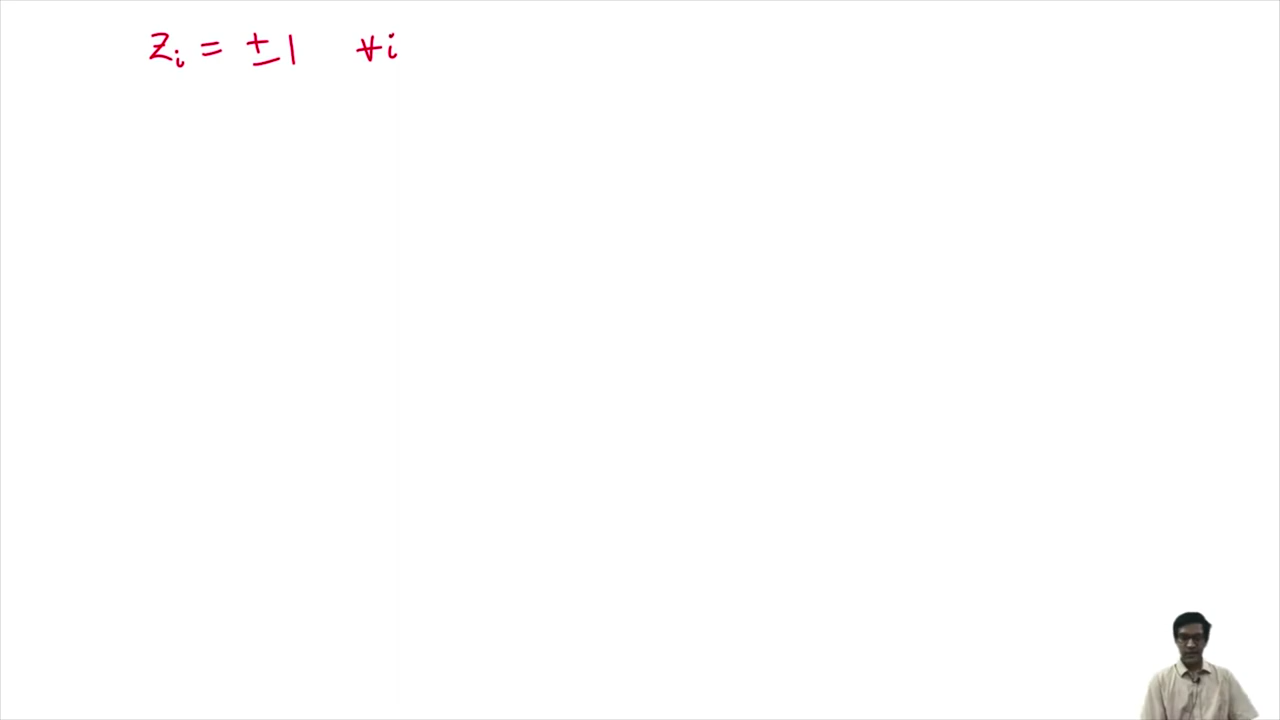 z_i = ±1 ∀i